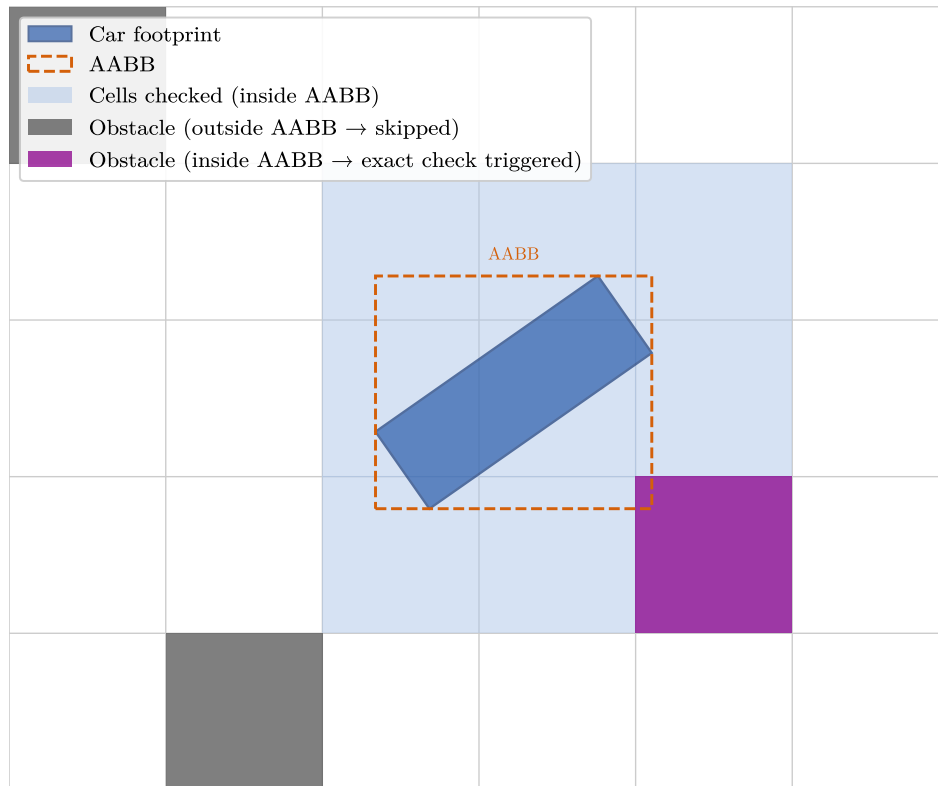 Car footprint
AABB
Cells checked (inside AABB)
Obstacle (outside AABB → skipped)
Obstacle (inside AABB → exact check triggered)
AABB